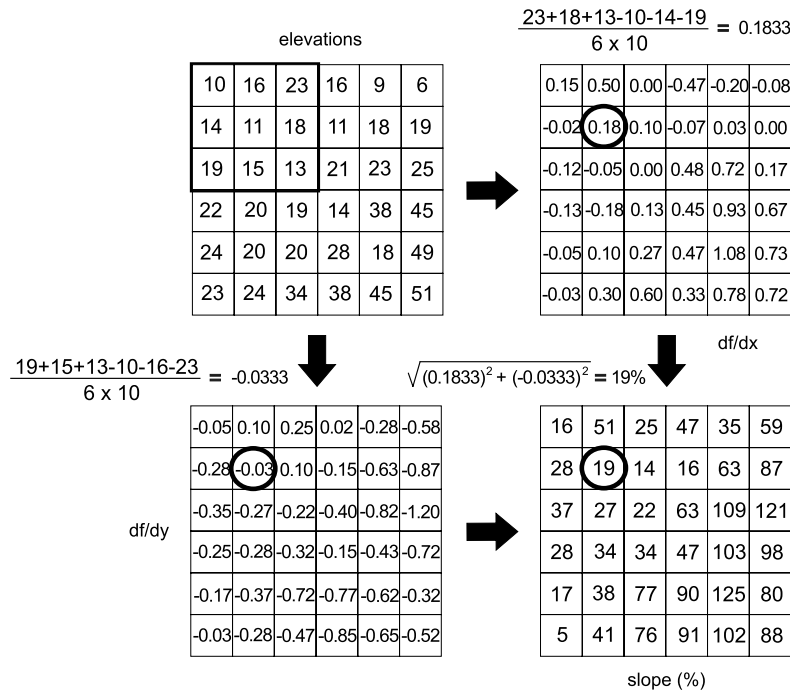 elevations
10 16 23 16 9 6
14 11 18 11 18 19
19 15 13 21 23 25
22 20 19 14 38 45
24 20 20 28 18 49
23 24 34 38 45 51
23+18+13-10-14-19
6 x 10
= 0.1833
0.15 0.50 0.00 -0.47 -0.20 -0.08
-0.02 0.18 0.10 -0.07 0.03 0.00
-0.12 -0.05 0.00 0.48 0.72 0.17
-0.13 -0.18 0.13 0.45 0.93 0.67
-0.05 0.10 0.27 0.47 1.08 0.73
-0.03 0.30 0.60 0.33 0.78 0.72
df/dx
19+15+13-10-16-23
6 x 10
= -0.0333
√(0.1833)² + (-0.0333)² = 19%
-0.05 0.10 0.25 0.02 -0.28 -0.58
-0.28 -0.03 0.10 -0.15 -0.63 -0.87
-0.35 -0.27 -0.22 -0.40 -0.82 -1.20
-0.25 -0.28 -0.32 -0.15 -0.43 -0.72
-0.17 -0.37 -0.72 -0.77 -0.62 -0.32
-0.03 -0.28 -0.47 -0.85 -0.65 -0.52
df/dy
16 51 25 47 35 59
28 19 14 16 63 87
37 27 22 63 109 121
28 34 34 47 103 98
17 38 77 90 125 80
5 41 76 91 102 88
slope (%)